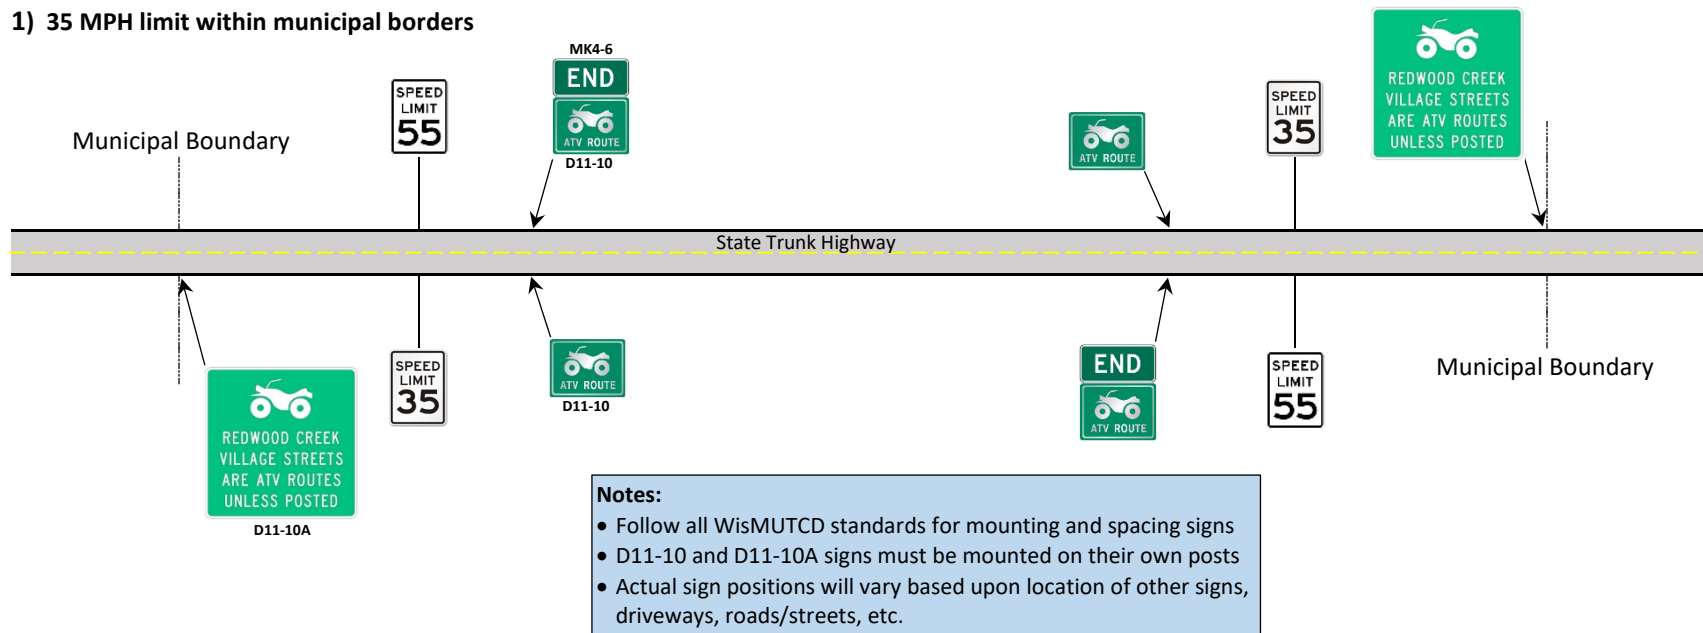 1) 35 MPH limit within municipal borders
MK4-6
END
ATV ROUTE
D11-10
SPEED
LIMIT
55
Municipal Boundary
ATV ROUTE
SPEED
LIMIT
35
REDWOOD CREEK
VILLAGE STREETS
ARE ATV ROUTES
UNLESS POSTED
State Trunk Highway
REDWOOD CREEK
VILLAGE STREETS
ARE ATV ROUTES
UNLESS POSTED
D11-10A
SPEED
LIMIT
35
ATV ROUTE
D11-10
END
ATV ROUTE
SPEED
LIMIT
55
Municipal Boundary
Notes:
• Follow all WisMUTCD standards for mounting and spacing signs
• D11-10 and D11-10A signs must be mounted on their own posts
• Actual sign positions will vary based upon location of other signs,
driveways, roads/streets, etc.